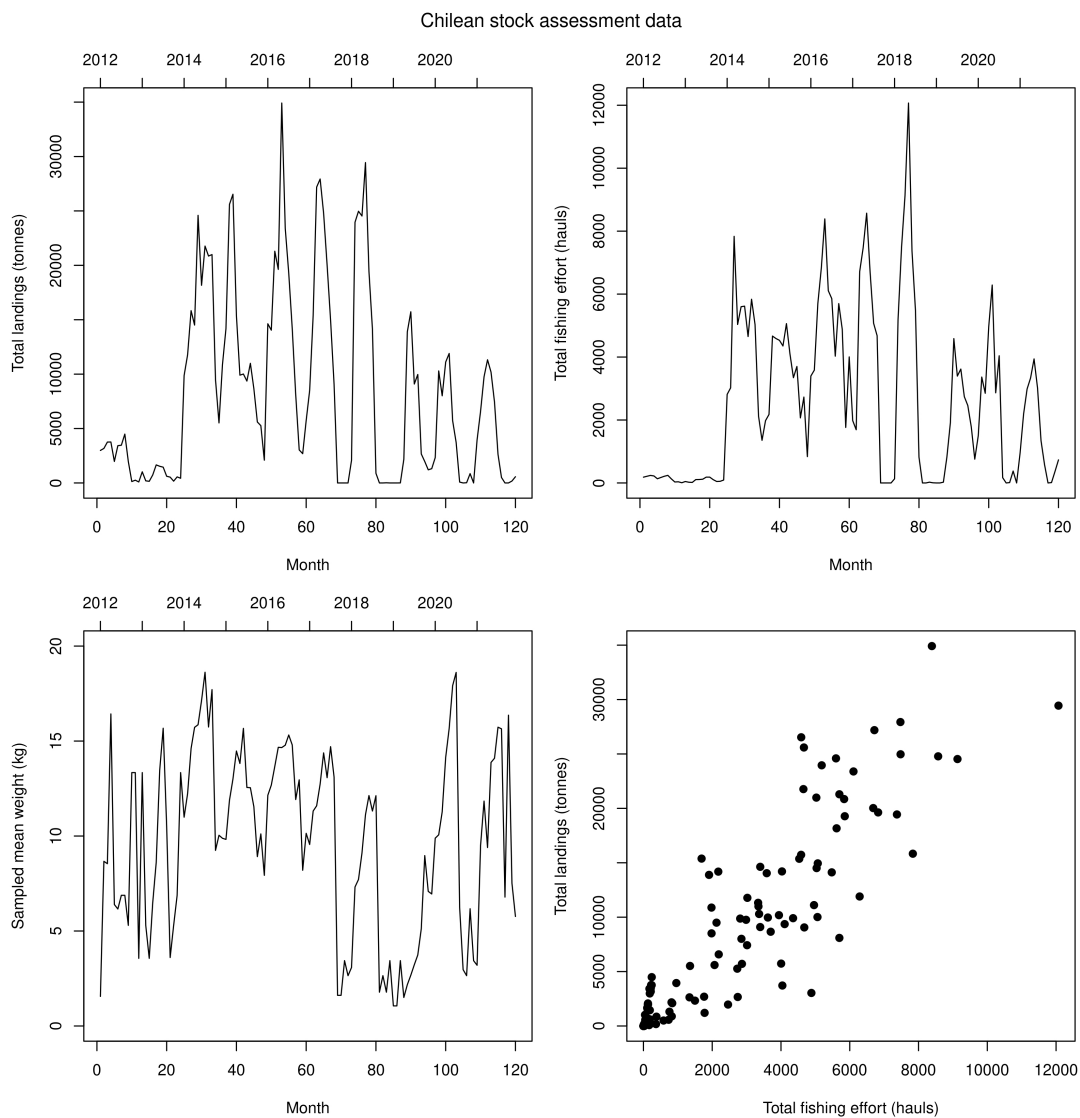 Chilean stock assessment data
2012 2014 2016 2018 2020
Total landings (tonnes)
0 5000 10000 20000 30000
0 20 40 60 80 100 120
Month
2012 2014 2016 2018 2020
Total fishing effort (hauls)
0 2000 4000 6000 8000 10000 12000
0 20 40 60 80 100 120
Month
2012 2014 2016 2018 2020
Sampled mean weight (kg)
0 5 10 15 20
0 20 40 60 80 100 120
Month
Total landings (tonnes)
0 5000 10000 20000 30000
0 2000 4000 6000 8000 10000 12000
Total fishing effort (hauls)